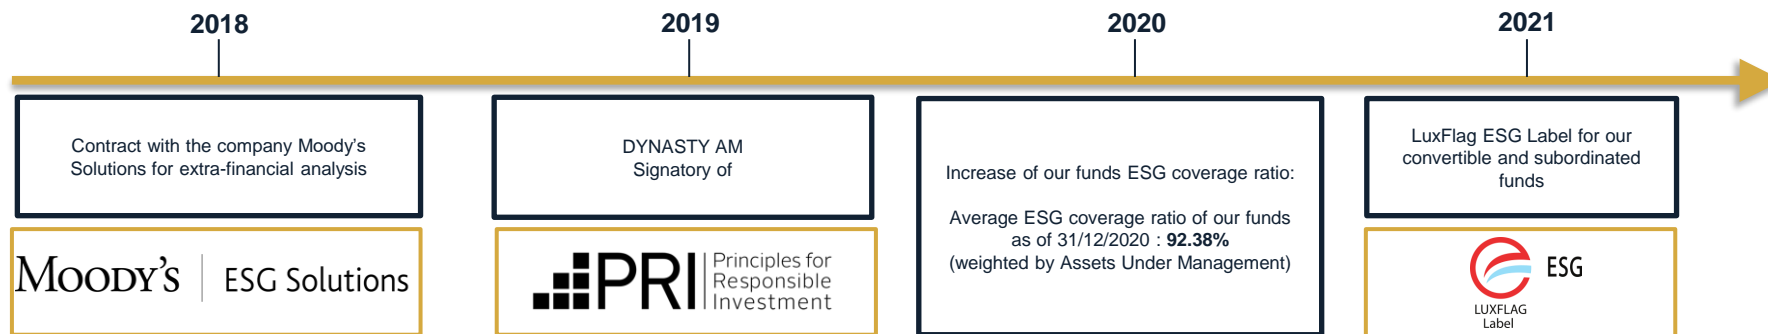 2018
2019
2020
2021
Contract with the company Moody's
Solutions for extra-financial analysis
MOODY'S | ESG Solutions
DYNASTY AM
Signatory of
PRI
Principles for
Responsible
Investment
Increase of our funds ESG coverage ratio:
Average ESG coverage ratio of our funds
as of 31/12/2020 : 92.38%
(weighted by Assets Under Management)
LuxFlag ESG Label for our
convertible and subordinated
funds
ESG
LUXFLAG
Label